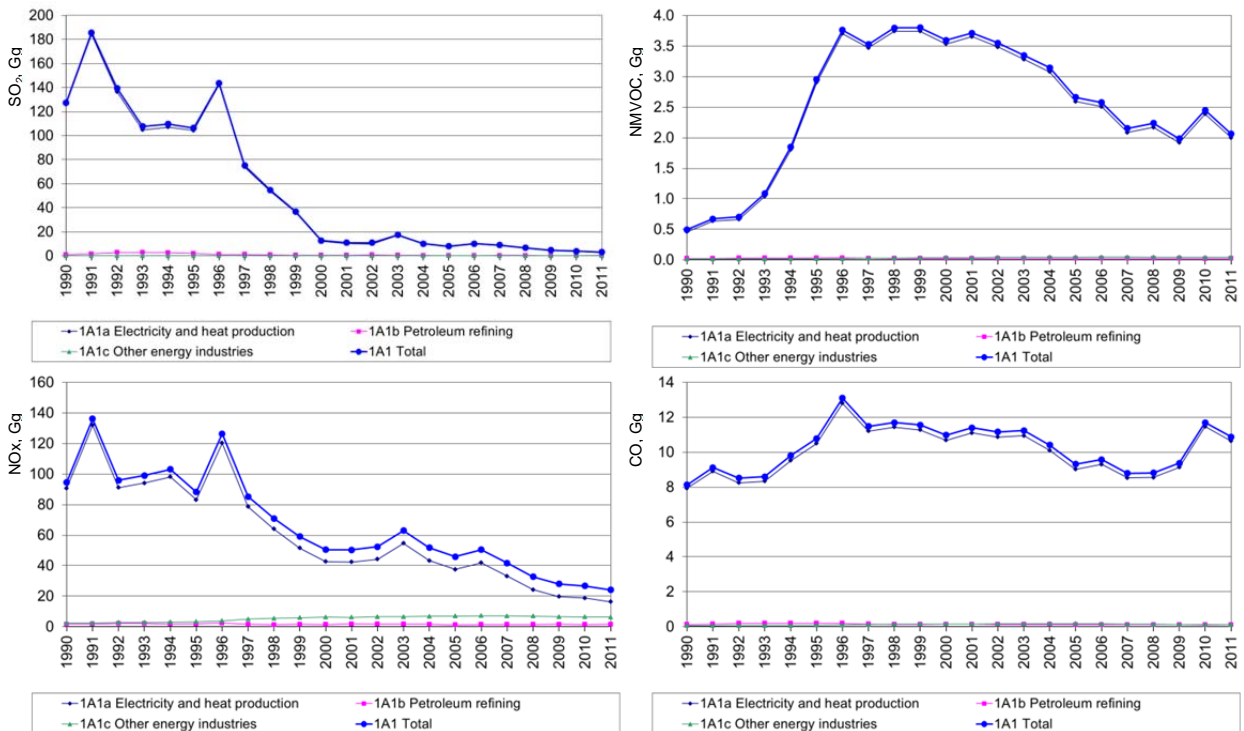 SO₂, Gg
200
180
160
140
120
100
80
60
40
20
0
1990 1991 1992 1993 1994 1995 1996 1997 1998 1999 2000 2001 2002 2003 2004 2005 2006 2007 2008 2009 2010 2011
1A1a Electricity and heat production 1A1b Petroleum refining
1A1c Other energy industries 1A1 Total
NMVOC, Gg
4.0
3.5
3.0
2.5
2.0
1.5
1.0
0.5
0.0
1990 1991 1992 1993 1994 1995 1996 1997 1998 1999 2000 2001 2002 2003 2004 2005 2006 2007 2008 2009 2010 2011
1A1a Electricity and heat production 1A1b Petroleum refining
1A1c Other energy industries 1A1 Total
NOx, Gg
160
140
120
100
80
60
40
20
0
1990 1991 1992 1993 1994 1995 1996 1997 1998 1999 2000 2001 2002 2003 2004 2005 2006 2007 2008 2009 2010 2011
1A1a Electricity and heat production 1A1b Petroleum refining
1A1c Other energy industries 1A1 Total
CO, Gg
14
12
10
8
6
4
2
0
1990 1991 1992 1993 1994 1995 1996 1997 1998 1999 2000 2001 2002 2003 2004 2005 2006 2007 2008 2009 2010 2011
1A1a Electricity and heat production 1A1b Petroleum refining
1A1c Other energy industries 1A1 Total